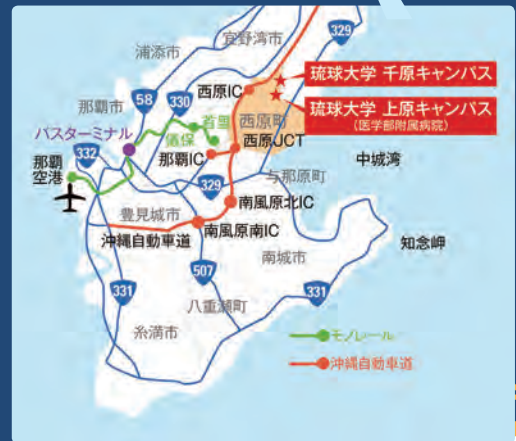 宜野湾市
329
浦添市
琉球大学 千原キャンパス
西原IC
58
330
那覇市
琉球大学 上原キャンパス
(医学部附属病院)
首里
西原町
バスターミナル
儀保
西原JCT
332
那覇IC
中城湾
那覇
空港
329
与那原町
南風原北IC
豊見城市
沖縄自動車道
南風原南IC
知念岬
南城市
507
331
331
八重瀬町
糸満市
モノレール
沖縄自動車道